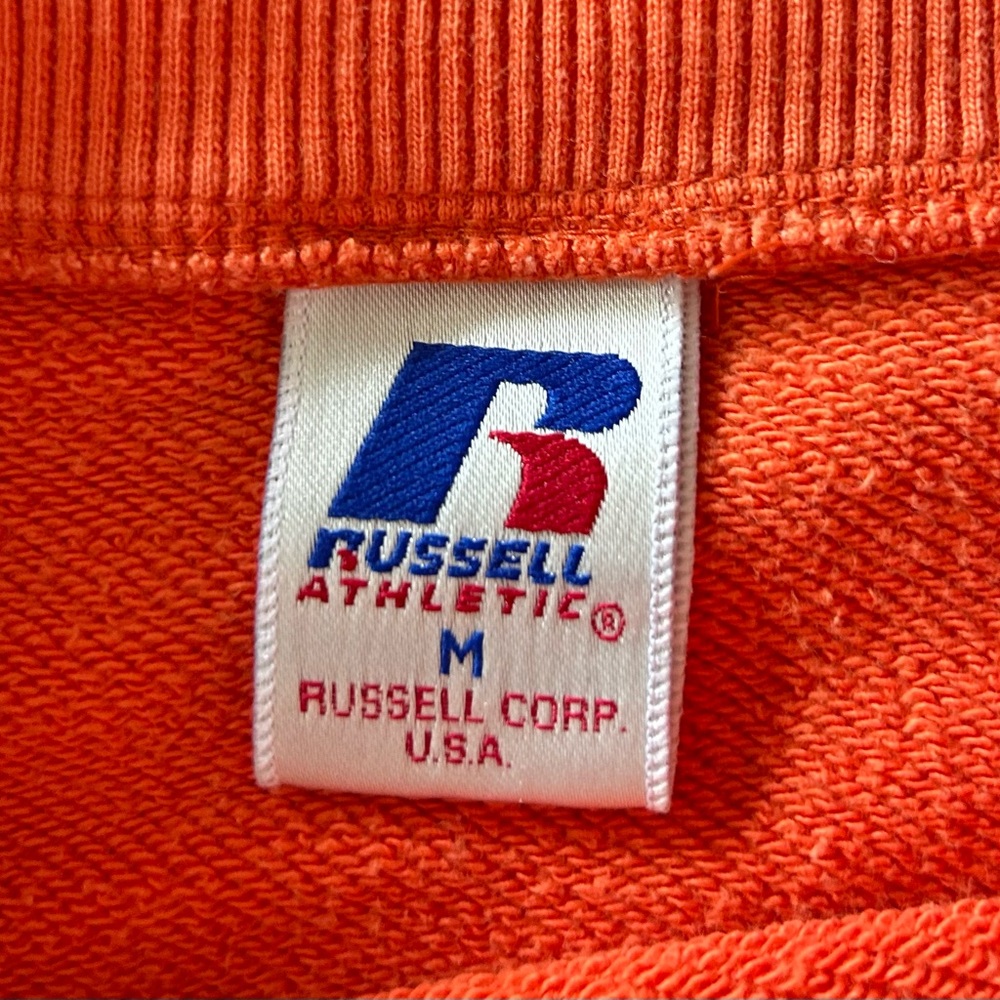 R
RUSSELL
ATHLETIC®
M
RUSSELL CORP.
U.S.A.